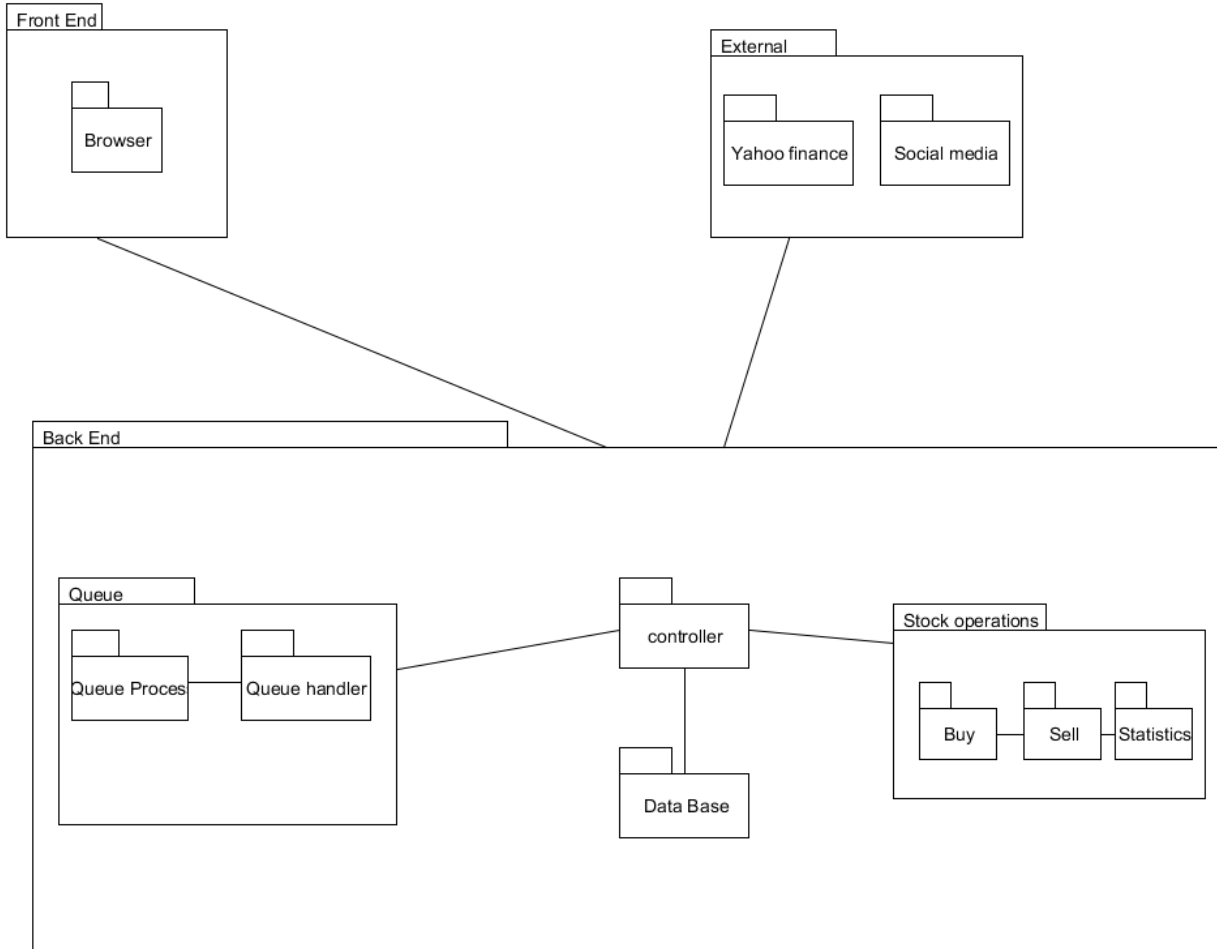 Front End
External
Browser
Yahoo finance
Social media
Back End
Queue
controller
Stock operations
Queue Proces
Queue handler
Buy
Sell
Statistics
Data Base